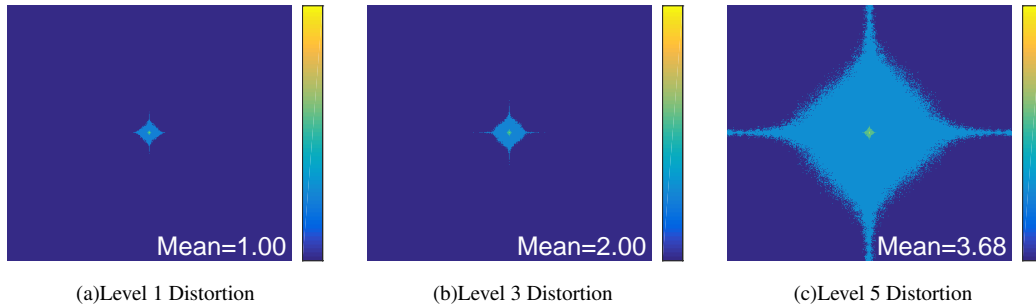 Mean=1.00
Mean=2.00
Mean=3.68
(a)Level 1 Distortion
(b)Level 3 Distortion
(c)Level 5 Distortion